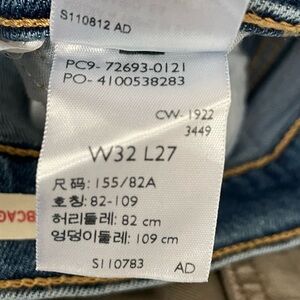 S110812 AD
PC9- 72693-0121
PO- 4100538283
CW- 1922
3449
W32 L27
尺码: 155/82A
호칭: 82-109
허리둘레: 82 cm
엉덩이둘레: 109 cm
S110783 AD